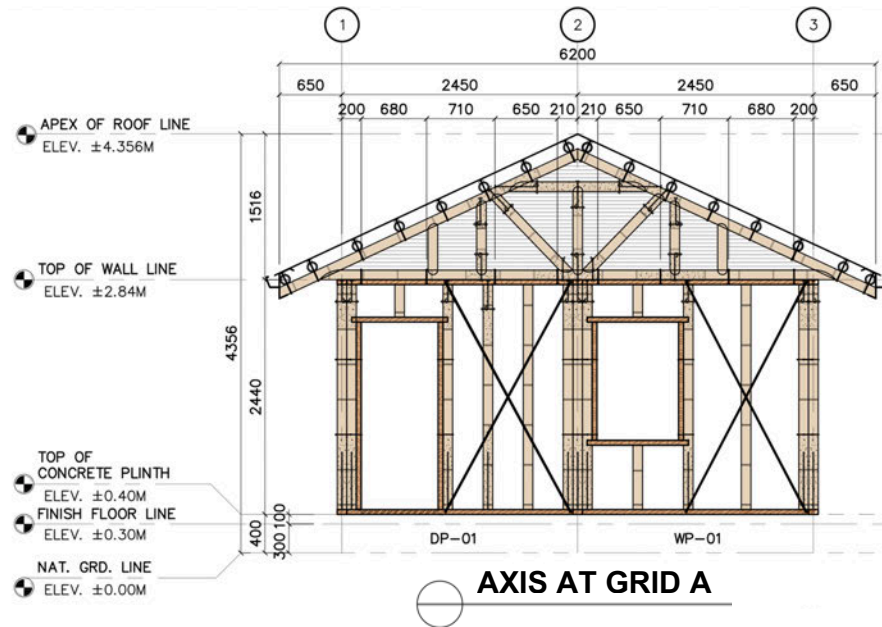 1
2
3
6200
650
2450
2450
650
200
680
710
650
210
210
650
710
680
200
APEX OF ROOF LINE
ELEV. ±4.356M
1516
TOP OF WALL LINE
ELEV. ±2.84M
4356
2440
TOP OF
CONCRETE PLINTH
ELEV. ±0.40M
FINISH FLOOR LINE
ELEV. ±0.30M
NAT. GRD. LINE
ELEV. ±0.00M
400
100
300
DP-01
WP-01
AXIS AT GRID A